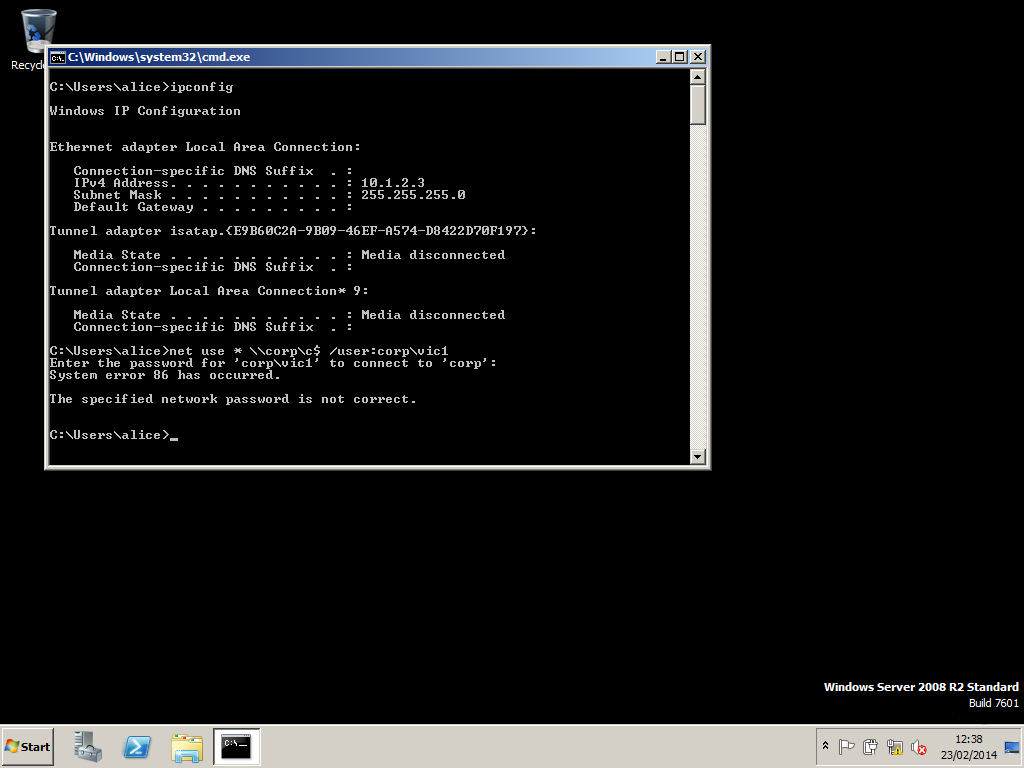 Recycle
C:\Windows\system32\cmd.exe
C:\Users\alice>ipconfig
Windows IP Configuration
Ethernet adapter Local Area Connection:
Connection-specific DNS Suffix . :
IPv4 Address. . . . . . . . . . . : 10.1.2.3
Subnet Mask . . . . . . . . . . . : 255.255.255.0
Default Gateway . . . . . . . . . :
Tunnel adapter isatap.{E9B60C2A-9B09-46EF-A574-D8422D70F197}:
Media State . . . . . . . . . . . : Media disconnected
Connection-specific DNS Suffix . :
Tunnel adapter Local Area Connection* 9:
Media State . . . . . . . . . . . : Media disconnected
Connection-specific DNS Suffix . :
C:\Users\alice>net use * \\corp\c$ /user:corp\vic1
Enter the password for 'corp\vic1' to connect to 'corp':
System error 86 has occurred.
The specified network password is not correct.
C:\Users\alice>_
Windows Server 2008 R2 Standard
Build 7601
Start
12:38
23/02/2014